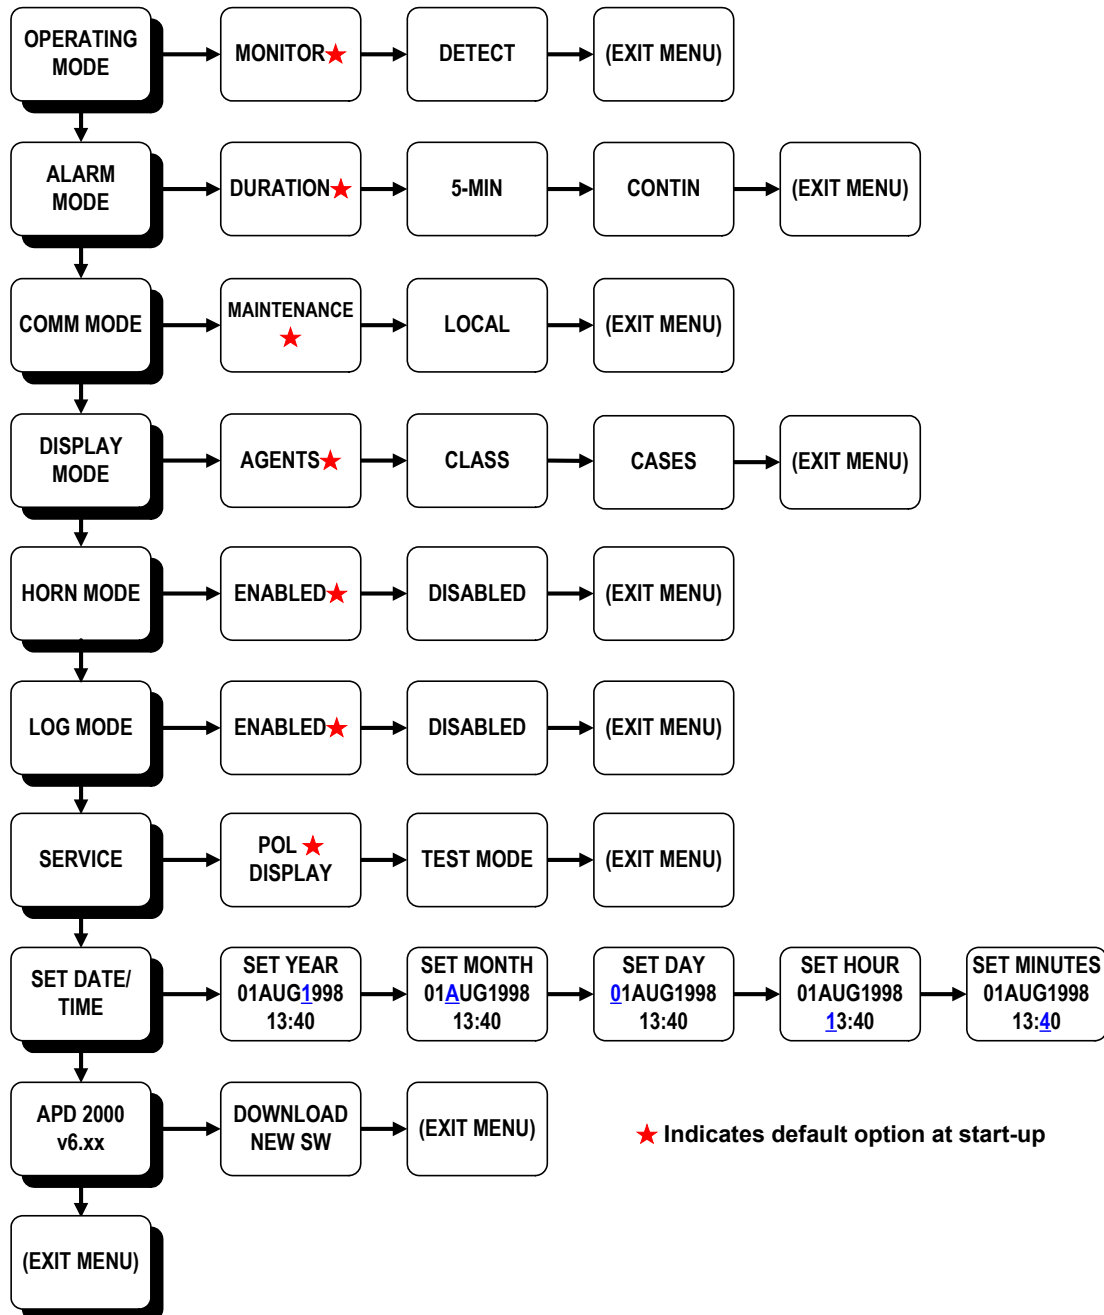 OPERATING
MODE
MONITOR★
DETECT
(EXIT MENU)
ALARM
MODE
DURATION★
5-MIN
CONTIN
(EXIT MENU)
COMM MODE
MAINTENANCE
★
LOCAL
(EXIT MENU)
DISPLAY
MODE
AGENTS★
CLASS
CASES
(EXIT MENU)
HORN MODE
ENABLED★
DISABLED
(EXIT MENU)
LOG MODE
ENABLED★
DISABLED
(EXIT MENU)
SERVICE
POL ★
DISPLAY
TEST MODE
(EXIT MENU)
SET DATE/
TIME
SET YEAR
01AUG1998
13:40
SET MONTH
01AUG1998
13:40
SET DAY
01AUG1998
13:40
SET HOUR
01AUG1998
13:40
SET MINUTES
01AUG1998
13:40
APD 2000
v6.xx
DOWNLOAD
NEW SW
(EXIT MENU)
★ Indicates default option at start-up
(EXIT MENU)